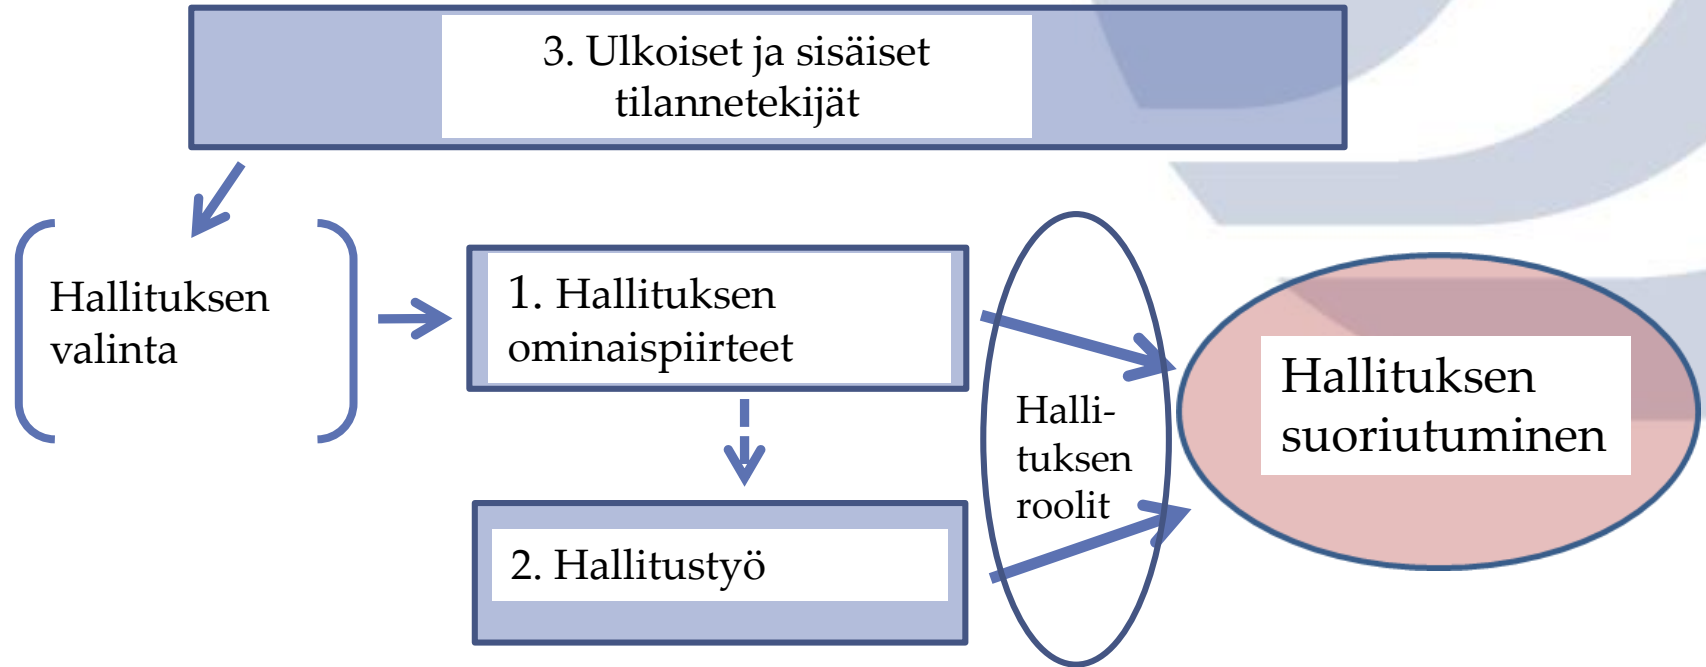 3. Ulkoiset ja sisäiset
tilannetekijät
Hallituksen
valinta
1. Hallituksen
ominaispiirteet
2. Hallitustyö
Halli-
tuksen
roolit
Hallituksen
suoriutuminen